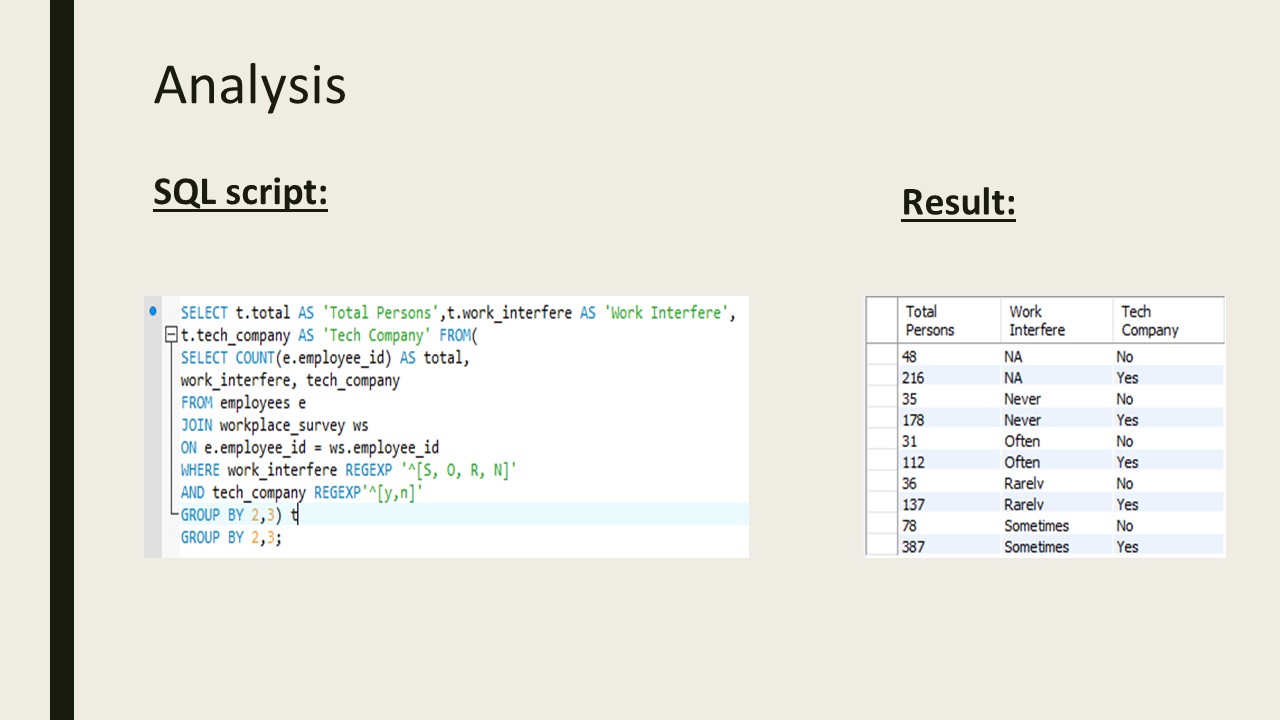 Analysis
SQL script:
Result:
SELECT t.total AS 'Total Persons',t.work_interfere AS 'Work Interfere',
t.tech_company AS 'Tech Company' FROM(
SELECT COUNT(e.employee_id) AS total,
work_interfere, tech_company
FROM employees e
JOIN workplace_survey ws
ON e.employee_id = ws.employee_id
WHERE work_interfere REGEXP '^[S, O, R, N]'
AND tech_company REGEXP'^[y,n]'
GROUP BY 2,3) t
GROUP BY 2,3;
Total Persons Work Interfere Tech Company
48 NA No
216 NA Yes
35 Never No
178 Never Yes
31 Often No
112 Often Yes
36 Rarely No
137 Rarely Yes
78 Sometimes No
387 Sometimes Yes